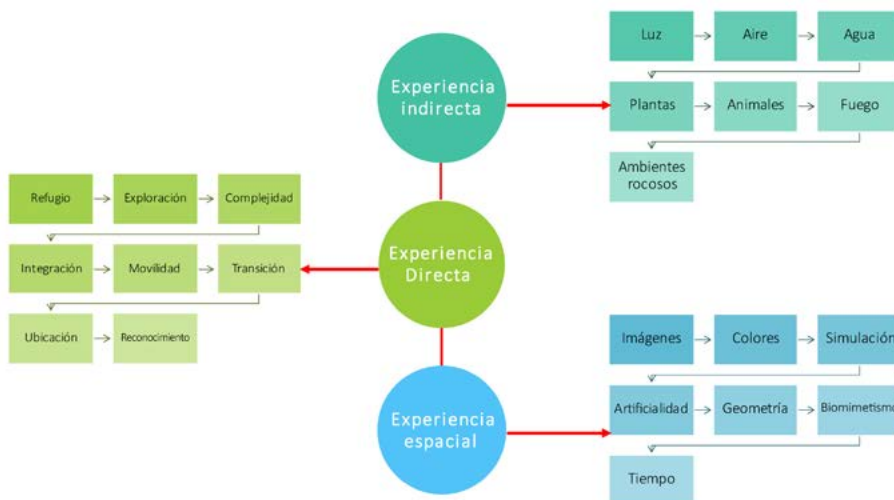 Experiencia
indirecta
Luz
Aire
Agua
Plantas
Animales
Fuego
Ambientes
rocosos
Experiencia
Directa
Refugio
Exploración
Complejidad
Integración
Movilidad
Transición
Ubicación
Reconocimiento
Experiencia
espacial
Imágenes
Colores
Simulación
Artificialidad
Geometría
Biomimetismo
Tiempo